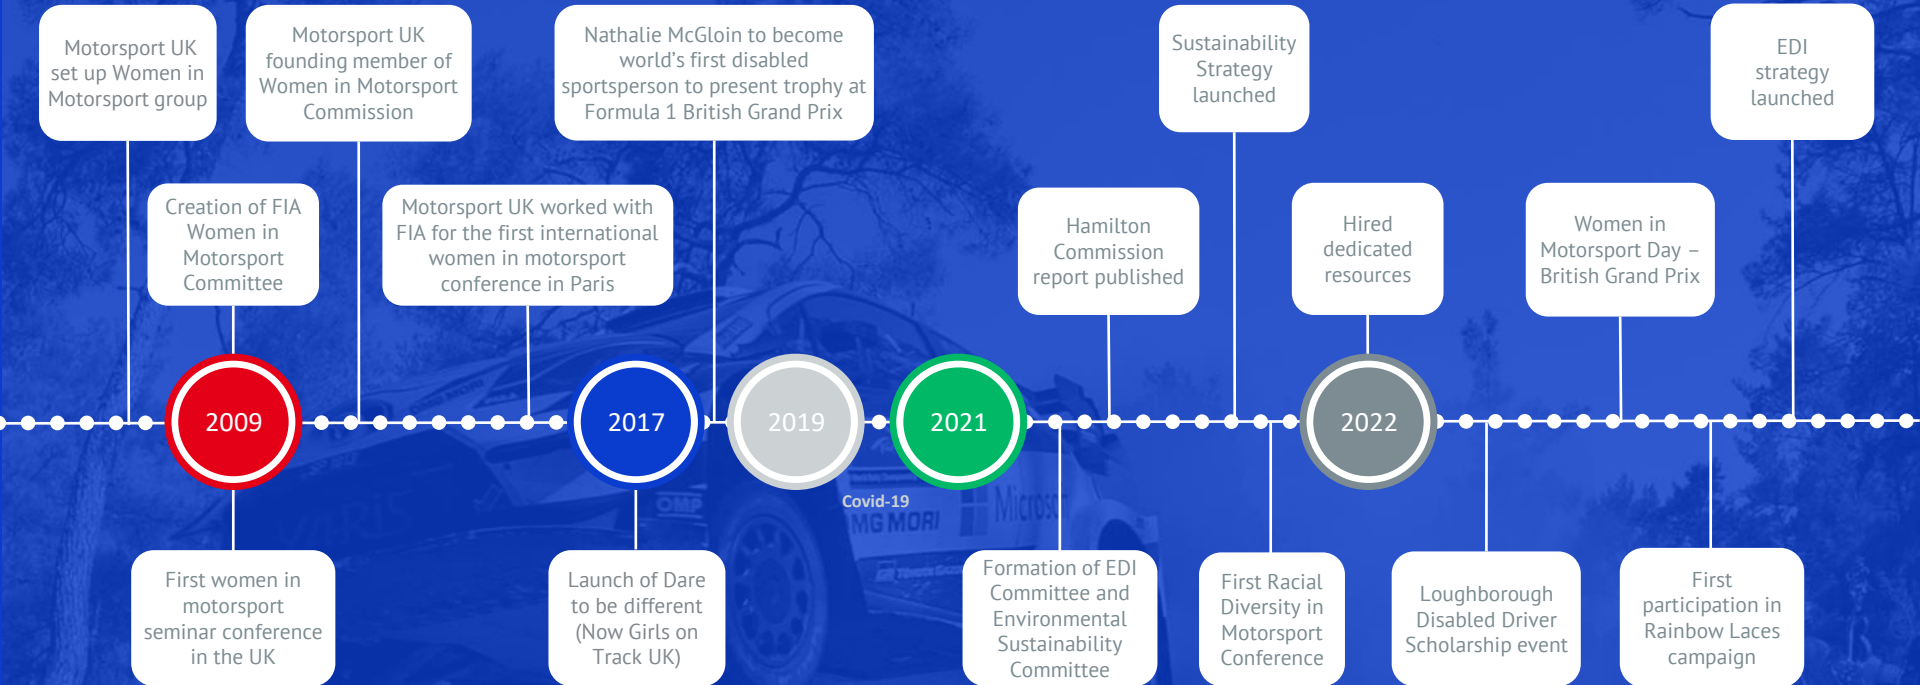 Motorsport UK
set up Women in
Motorsport group
Motorsport UK
founding member of
Women in Motorsport
Commission
Nathalie McGloin to become
world's first disabled
sportsperson to present trophy at
Formula 1 British Grand Prix
Sustainability
Strategy
launched
EDI
strategy
launched
Creation of FIA
Women in
Motorsport
Committee
Motorsport UK worked with
FIA for the first international
women in motorsport
conference in Paris
Hamilton
Commission
report published
Hired
dedicated
resources
Women in
Motorsport Day –
British Grand Prix
2009
2017
2019
2021
2022
Covid-19
YARIS
OMP
MG MORI
Microsoft
First women in
motorsport
seminar conference
in the UK
Launch of Dare
to be different
(Now Girls on
Track UK)
Formation of EDI
Committee and
Environmental
Sustainability
Committee
First Racial
Diversity in
Motorsport
Conference
Loughborough
Disabled Driver
Scholarship event
First
participation in
Rainbow Laces
campaign